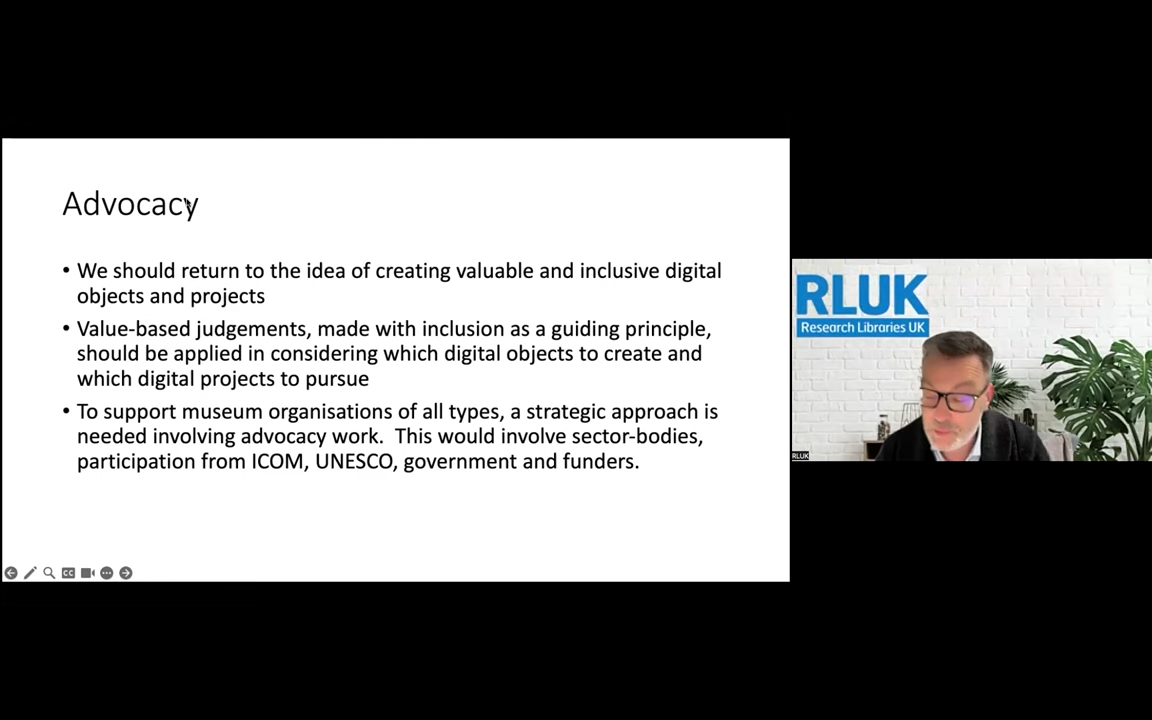 Advocacy
• We should return to the idea of creating valuable and inclusive digital
objects and projects
• Value-based judgements, made with inclusion as a guiding principle,
should be applied in considering which digital objects to create and
which digital projects to pursue
• To support museum organisations of all types, a strategic approach is
needed involving advocacy work.  This would involve sector-bodies,
participation from ICOM, UNESCO, government and funders.
CC
RLUK
Research Libraries UK
RLUK